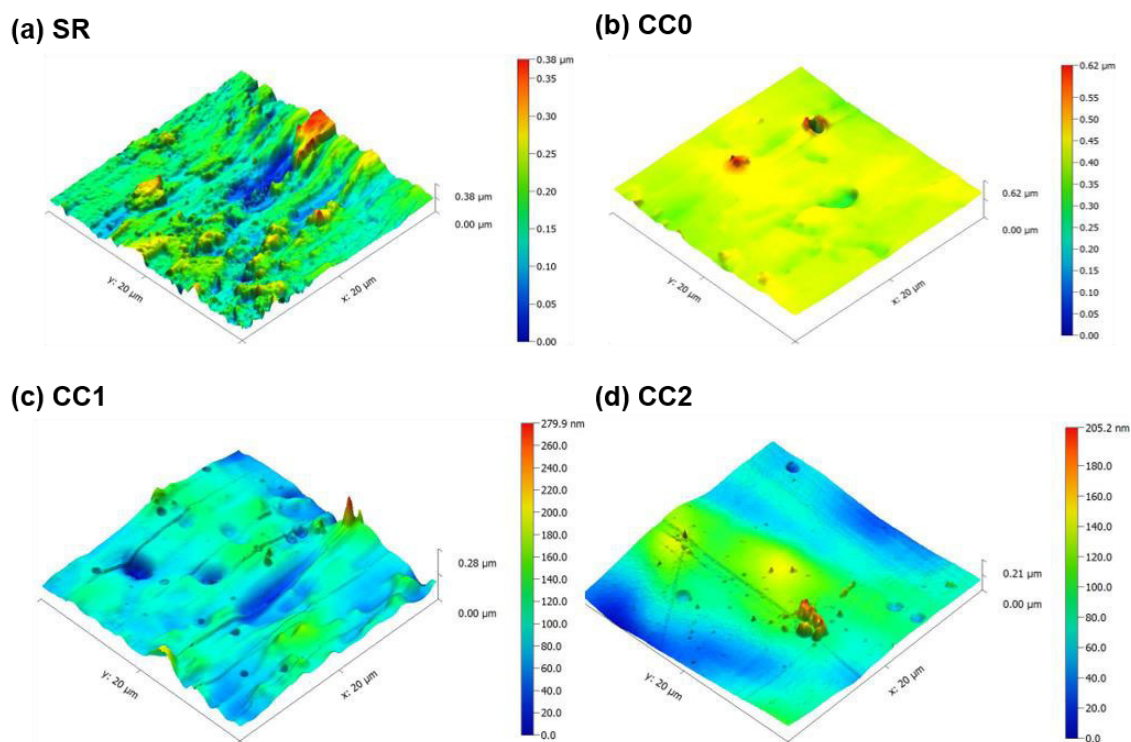 (a) SR
0.38 µm
0.35
0.30
0.25
0.20
0.15
0.10
0.05
0.00
0.38 µm
0.00 µm
y: 20 µm
x: 20 µm
(b) CC0
0.62 µm
0.55
0.50
0.45
0.40
0.35
0.30
0.25
0.20
0.15
0.10
0.05
0.00
0.62 µm
0.00 µm
y: 20 µm
x: 20 µm
(c) CC1
279.9 nm
260.0
240.0
220.0
200.0
180.0
160.0
140.0
120.0
100.0
80.0
60.0
40.0
20.0
0.0
0.28 µm
0.00 µm
y: 20 µm
x: 20 µm
(d) CC2
205.2 nm
180.0
160.0
140.0
120.0
100.0
80.0
60.0
40.0
20.0
0.0
0.21 µm
0.00 µm
y: 20 µm
x: 20 µm